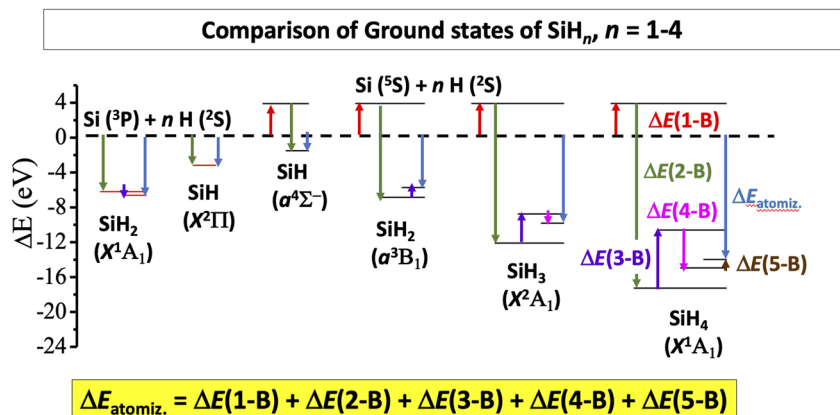 Comparison of Ground states of SiHₙ, n = 1-4
ΔE (eV)
4
0
-4
-8
-12
-16
-20
-24
Si (³P) + n H (²S)
Si (⁵S) + n H (²S)
SiH₂
(X¹A₁)
SiH
(X²Π)
SiH
(a⁴Σ⁻)
SiH₂
(a³B₁)
SiH₃
(X²A₁)
SiH₄
(X¹A₁)
ΔE(1-B)
ΔE(2-B)
ΔE_atomiz.
ΔE(4-B)
ΔE(3-B)
ΔE(5-B)
ΔE_atomiz. = ΔE(1-B) + ΔE(2-B) + ΔE(3-B) + ΔE(4-B) + ΔE(5-B)